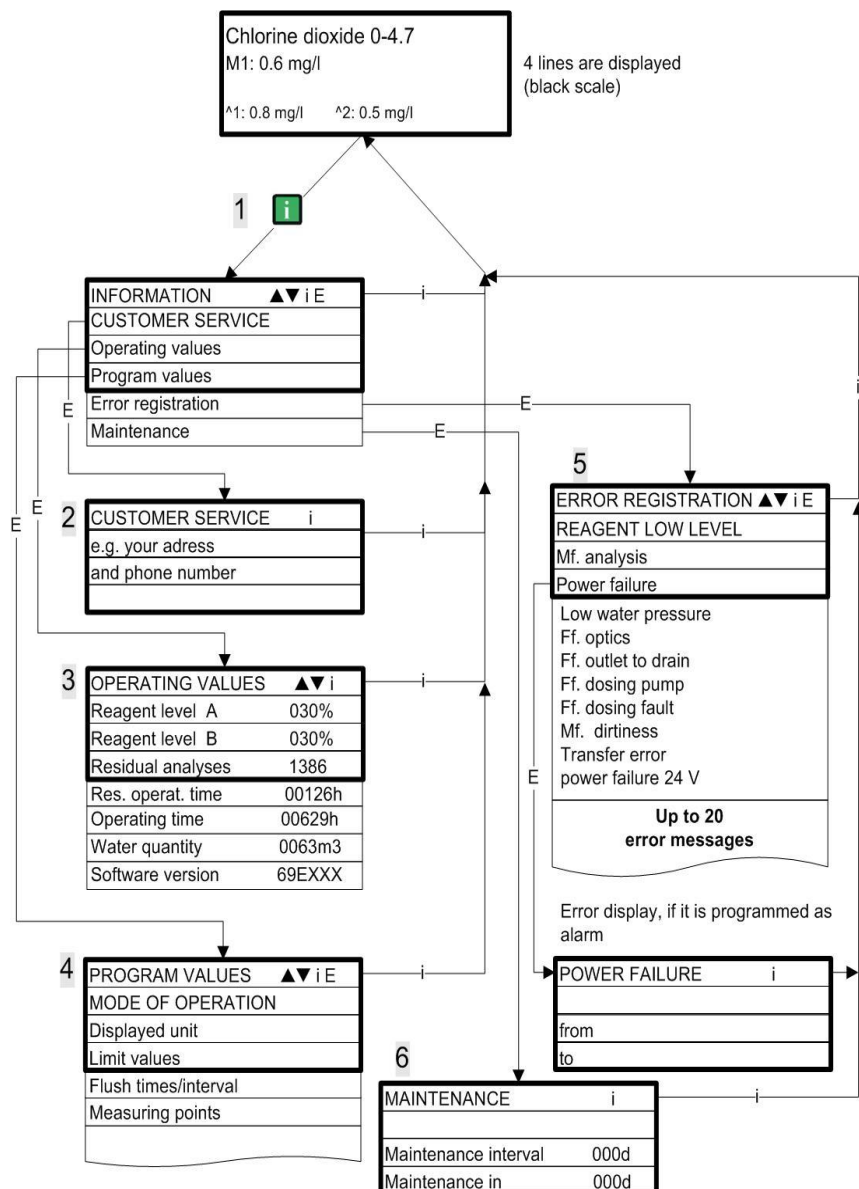 Chlorine dioxide 0-4.7
M1: 0.6 mg/l
^1: 0.8 mg/l ^2: 0.5 mg/l
4 lines are displayed
(black scale)
1 i
INFORMATION ▲▼ i E
CUSTOMER SERVICE
Operating values
Program values
Error registration
Maintenance
i
E
E
E
E
E
i
2
CUSTOMER SERVICE i
e.g. your adress
and phone number
i
3
OPERATING VALUES ▲▼ i
Reagent level A 030%
Reagent level B 030%
Residual analyses 1386
Res. operat. time 00126h
Operating time 00629h
Water quantity 0063m3
Software version 69EXXX
i
4
PROGRAM VALUES ▲▼ i E
MODE OF OPERATION
Displayed unit
Limit values
Flush times/interval
Measuring points
i
5
ERROR REGISTRATION ▲▼ i E
REAGENT LOW LEVEL
Mf. analysis
Power failure
Low water pressure
Ff. optics
Ff. outlet to drain
Ff. dosing pump
Ff. dosing fault
Mf. dirtiness
Transfer error
power failure 24 V
Up to 20
error messages
E
Error display, if it is programmed as
alarm
POWER FAILURE i
from
to
6
MAINTENANCE i
Maintenance interval 000d
Maintenance in 000d
i